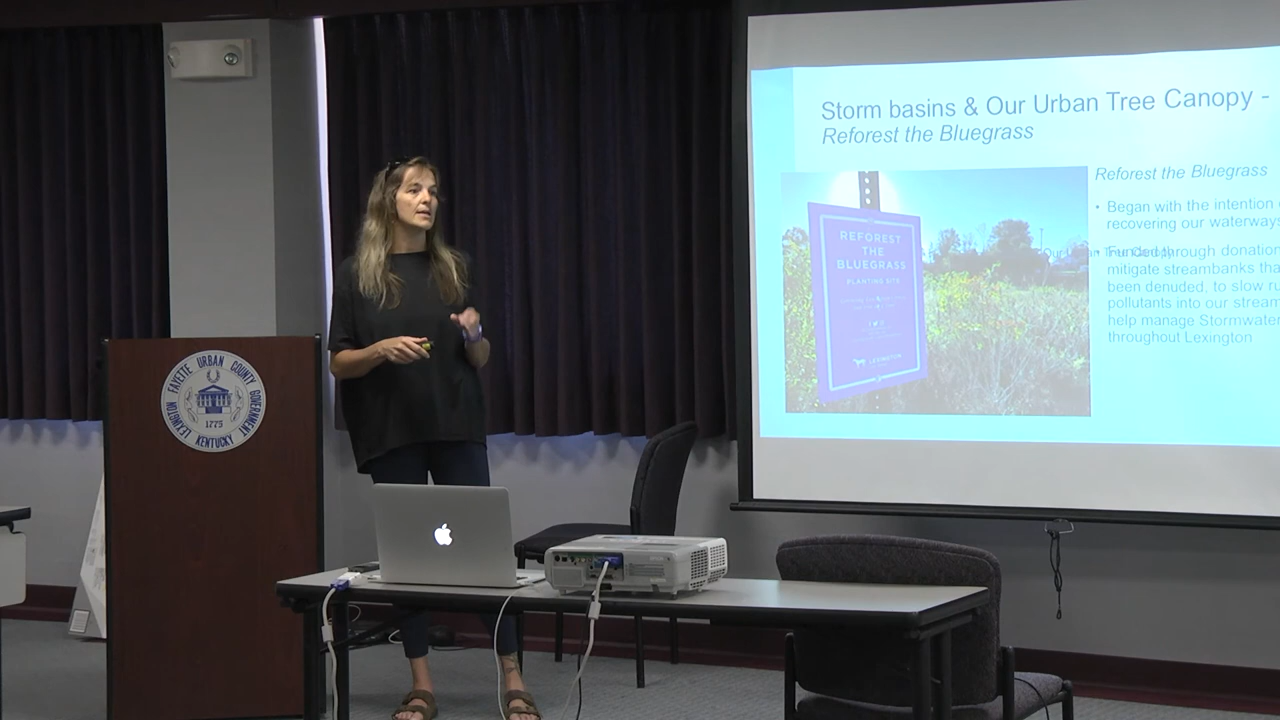 Storm basins & Our Urban Tree Canopy -
Reforest the Bluegrass
Reforest the Bluegrass
• Began with the intention
recovering our waterways
• Funded through donation
mitigate streambanks tha
been denuded, to slow ru
pollutants into our stream
help manage Stormwater
throughout Lexington
REFOREST
THE
BLUEGRASS
PLANTING SITE
LEXINGTON
LEXINGTON FAYETTE URBAN COUNTY GOVERNMENT
1775
KENTUCKY